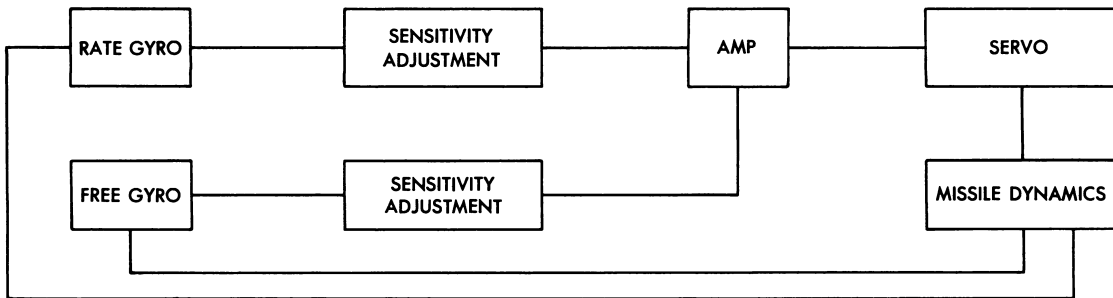 RATE GYRO
SENSITIVITY
ADJUSTMENT
AMP
SERVO
FREE GYRO
SENSITIVITY
ADJUSTMENT
MISSILE DYNAMICS